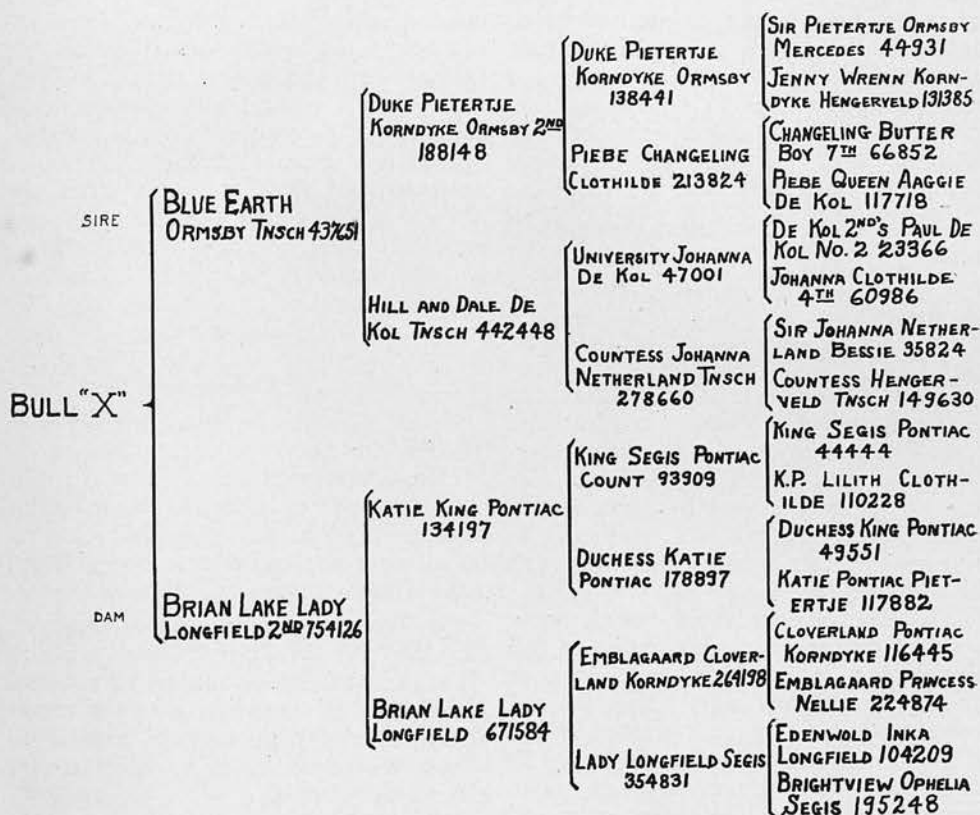 BULL "X"
SIRE
BLUE EARTH
ORMSBY TNSCH 437651
DAM
BRIAN LAKE LADY
LONGFIELD 2ND 754126
DUKE PIETERTJE
KORNDYKE ORMSBY 2ND
188148
HILL AND DALE DE
KOL TNSCH 442448
KATIE KING PONTIAC
134197
BRIAN LAKE LADY
LONGFIELD 671584
DUKE PIETERTJE
KORNDYKE ORMSBY
138441
PIEBE CHANGELING
CLOTHILDE 213824
UNIVERSITY JOHANNA
DE KOL 47001
COUNTESS JOHANNA
NETHERLAND TNSCH
278660
KING SEGIS PONTIAC
COUNT 93909
DUCHESS KATIE
PONTIAC 178897
EMBLAGAARD CLOVER-
LAND KORNDYKE 264198
LADY LONGFIELD SEGIS
354831
SIR PIETERTJE ORMSBY
MERCEDES 44931
JENNY WRENN KORN-
DYKE HENGERVELD 131385
CHANGELING BUTTER
BOY 7TH 66852
PIEBE QUEEN AAGGIE
DE KOL 117718
DE KOL 2ND'S PAUL DE
KOL NO. 2 23366
JOHANNA CLOTHILDE
4TH 60986
SIR JOHANNA NETHER-
LAND BESSIE 35824
COUNTESS HENGER-
VELD TNSCH 149630
KING SEGIS PONTIAC
44444
K.P. LILITH CLOTH-
ILDE 110228
DUCHESS KING PONTIAC
49551
KATIE PONTIAC PIET-
ERTJE 117882
CLOVERLAND PONTIAC
KORNDYKE 116445
EMBLAGAARD PRINCESS
NELLIE 224874
EDENWOLD INKA
LONGFIELD 104209
BRIGHTVIEW OPHELIA
SEGIS 195248